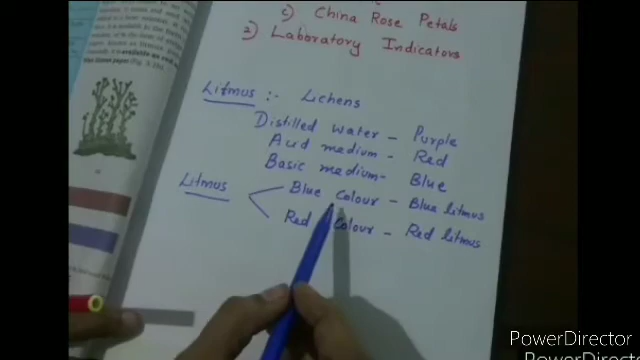 c) China Rose Petals
2) Laboratory Indicators
Litmus :- Lichens
Distilled water - Purple
Acid medium - Red
Basic medium - Blue
Litmus
Blue Colour - Blue litmus
Red Colour - Red litmus
PowerDirector
PowerDirector